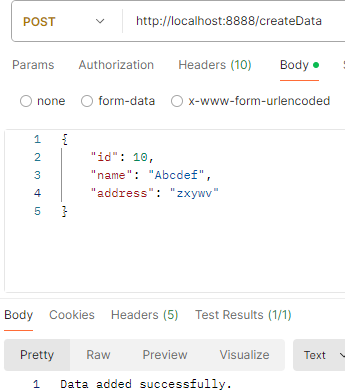 POST http://localhost:8888/createData
Params Authorization Headers (10) Body
none form-data x-www-form-urlencoded
1 {
2 "id": 10,
3 "name": "Abcdef",
4 "address": "zxywv"
5 }
Body Cookies Headers (5) Test Results (1/1)
Pretty Raw Preview Visualize Text
1 Data added successfully.